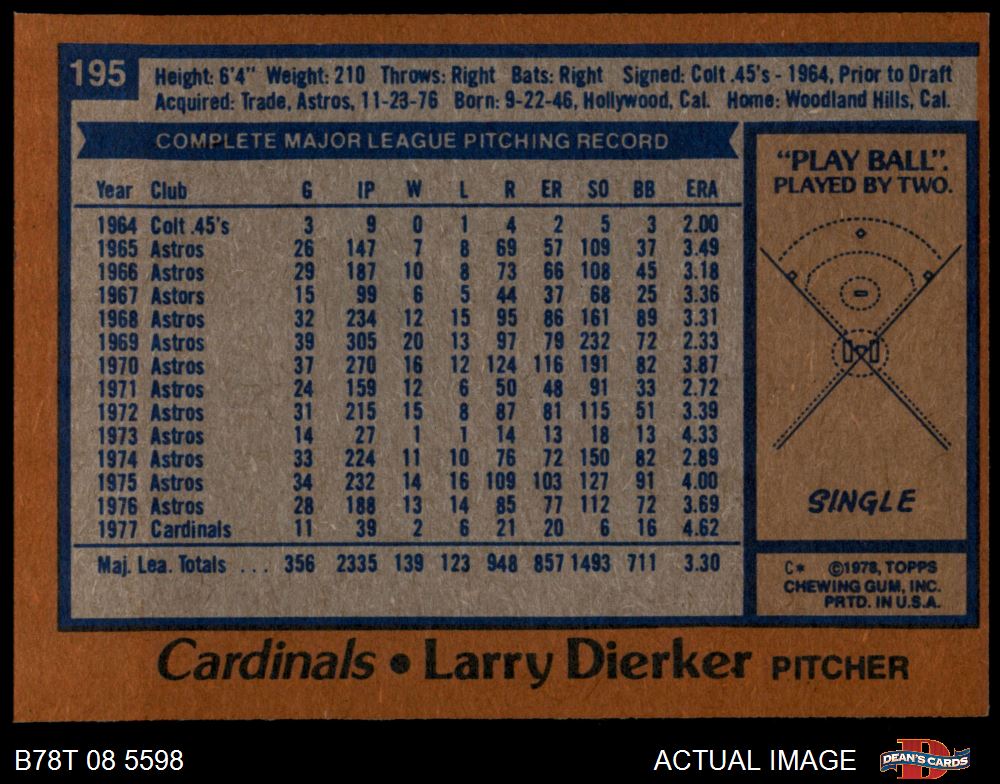 195
Height: 6'4" Weight: 210 Throws: Right Bats: Right Signed: Colt .45's - 1964, Prior to Draft
Acquired: Trade, Astros, 11-23-76 Born: 9-22-46, Hollywood, Cal. Home: Woodland Hills, Cal.
COMPLETE MAJOR LEAGUE PITCHING RECORD
Year Club G IP W L R ER SO BB ERA
1964 Colt .45's 3 9 0 1 4 2 5 3 2.00
1965 Astros 26 147 7 8 69 57 109 37 3.49
1966 Astros 29 187 10 8 73 66 108 45 3.18
1967 Astors 15 99 6 5 44 37 68 25 3.36
1968 Astros 32 234 12 15 95 86 161 89 3.31
1969 Astros 39 305 20 13 97 79 232 72 2.33
1970 Astros 37 270 16 12 124 116 191 82 3.87
1971 Astros 24 159 12 6 50 48 91 33 2.72
1972 Astros 31 215 15 8 87 81 115 51 3.39
1973 Astros 14 27 1 1 14 13 18 13 4.33
1974 Astros 33 224 11 10 76 72 150 82 2.89
1975 Astros 34 232 14 16 109 103 127 91 4.00
1976 Astros 28 188 13 14 85 77 112 72 3.69
1977 Cardinals 11 39 2 6 21 20 6 16 4.62
Maj. Lea. Totals ... 356 2335 139 123 948 857 1493 711 3.30
"PLAY BALL".
PLAYED BY TWO.
SINGLE
C* ©1978, TOPPS
CHEWING GUM, INC.
PRTD. IN U.S.A.
Cardinals • Larry Dierker PITCHER
B78T 08 5598
ACTUAL IMAGE
D
DEAN'S CARDS